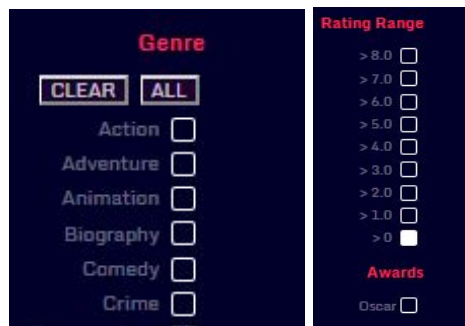 Genre
CLEAR ALL
Action
Adventure
Animation
Biography
Comedy
Crime
Rating Range
> 8.0
> 7.0
> 6.0
> 5.0
> 4.0
> 3.0
> 2.0
> 1.0
> 0
Awards
Oscar